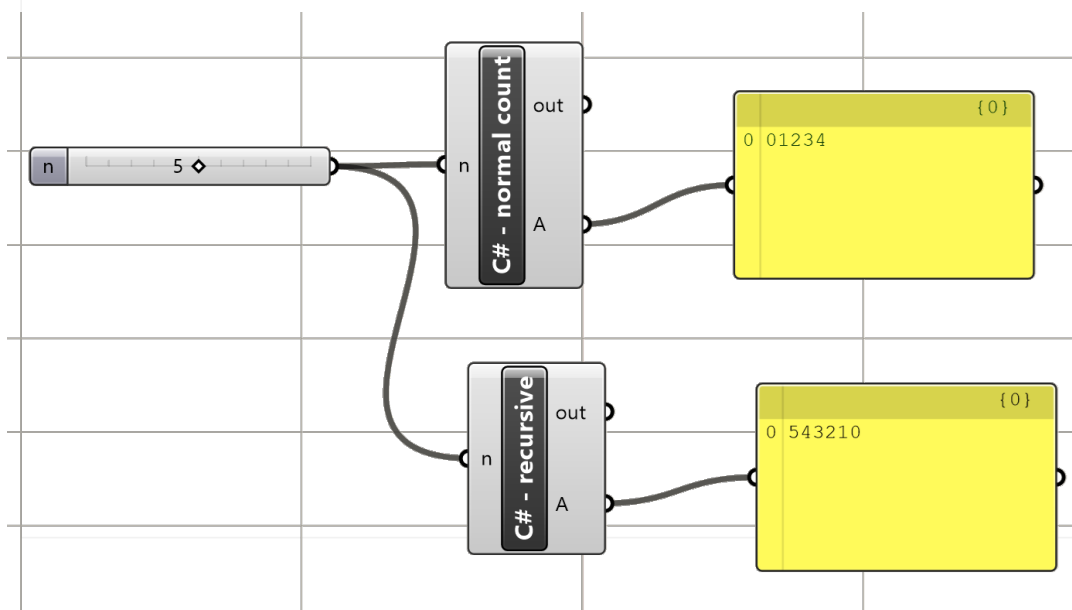 n 5
n
C# - normal count
out
A
{0}
0 01234
n
C# - recursive
out
A
{0}
0 543210